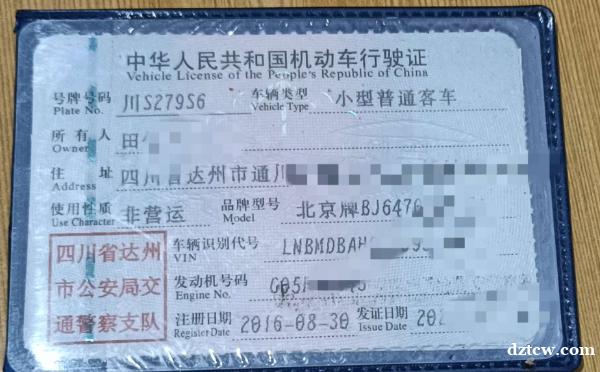 中华人民共和国机动车行驶证
Vehicle License of the People's Republic of China
号牌号码 川S279S6 车辆类型 小型普通客车
Plate No. Vehicle Type
所有人 田
Owner
住址 四川省达州市通川
Address
使用性质 非营运 品牌型号 北京牌BJ6476
Use Character Model
四川省达州 车辆识别代号 LNBMDBAH
VIN
市公安局交 发动机号码 G05
Engine No.
通警察支队 注册日期 2016-08-30 发证日期 202
Register Date Issue Date
dztcw.com